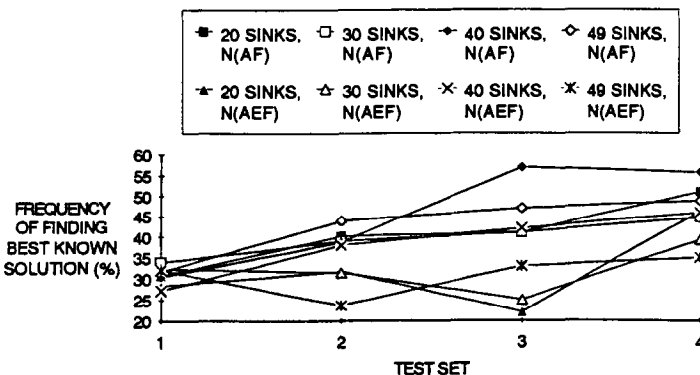 20 SINKS, N(AF)
30 SINKS, N(AF)
40 SINKS, N(AF)
49 SINKS, N(AF)
20 SINKS, N(AEF)
30 SINKS, N(AEF)
40 SINKS, N(AEF)
49 SINKS, N(AEF)
FREQUENCY
OF FINDING
BEST KNOWN
SOLUTION (%)
60
55
50
45
40
35
30
25
20
1
2
3
4
TEST SET